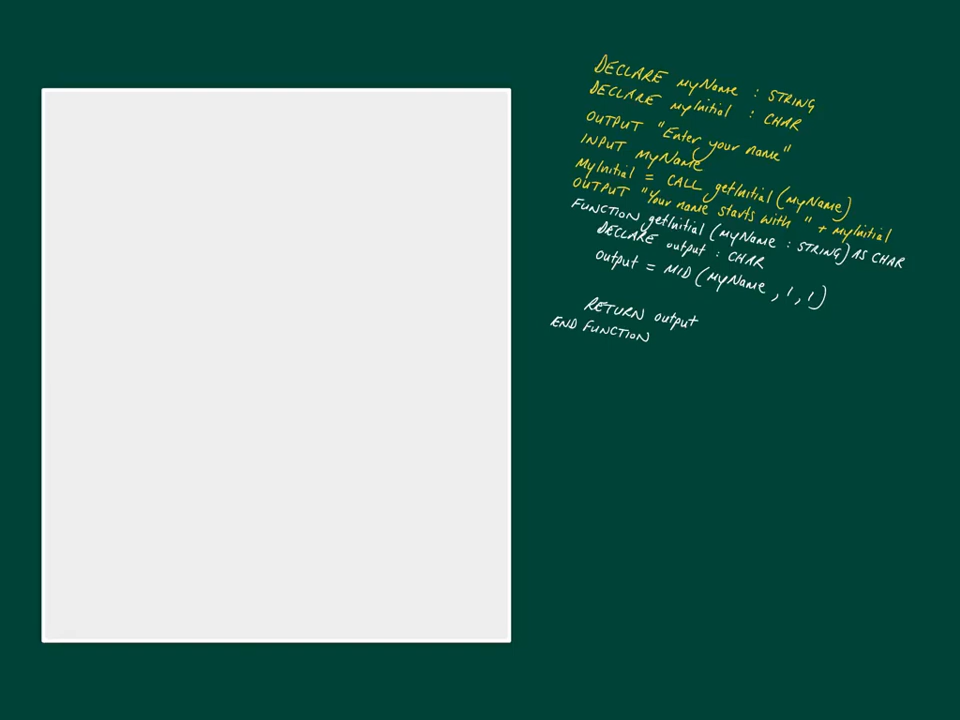 DECLARE myName : STRING
DECLARE myInitial : CHAR
OUTPUT "Enter your name"
INPUT myName
MyInitial = CALL getInitial (myName)
OUTPUT "Your name starts with " + myInitial
FUNCTION getInitial (myName : STRING) AS CHAR
DECLARE output : CHAR
output = MID (myName , 1, 1)
RETURN output
END FUNCTION